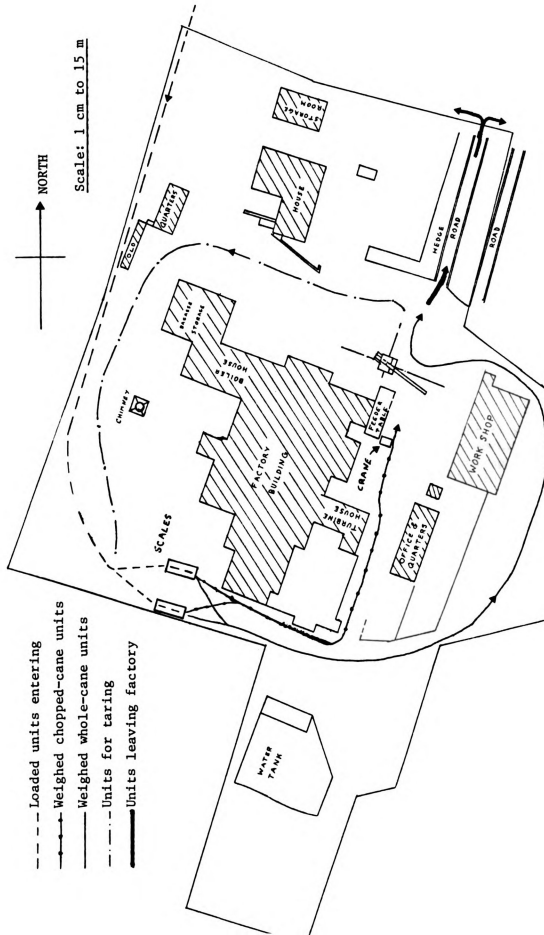 NORTH
Scale: 1 cm to 15 m
Loaded units entering
Weighed chopped-cane units
Weighed whole-cane units
Units for taring
Units leaving factory
OLD
QUARTERS
STORAGE
ROOM
HOUSE
HEDGE
ROAD
ROAD
CHIMNEY
BAGASSE
STORAGE
BOILER
HOUSE
FACTORY
BUILDING
TURBINE
HOUSE
CRANE
FEEDER
TABLE
SCALES
OFFICE &
QUARTERS
WORK SHOP
WATER
TANK